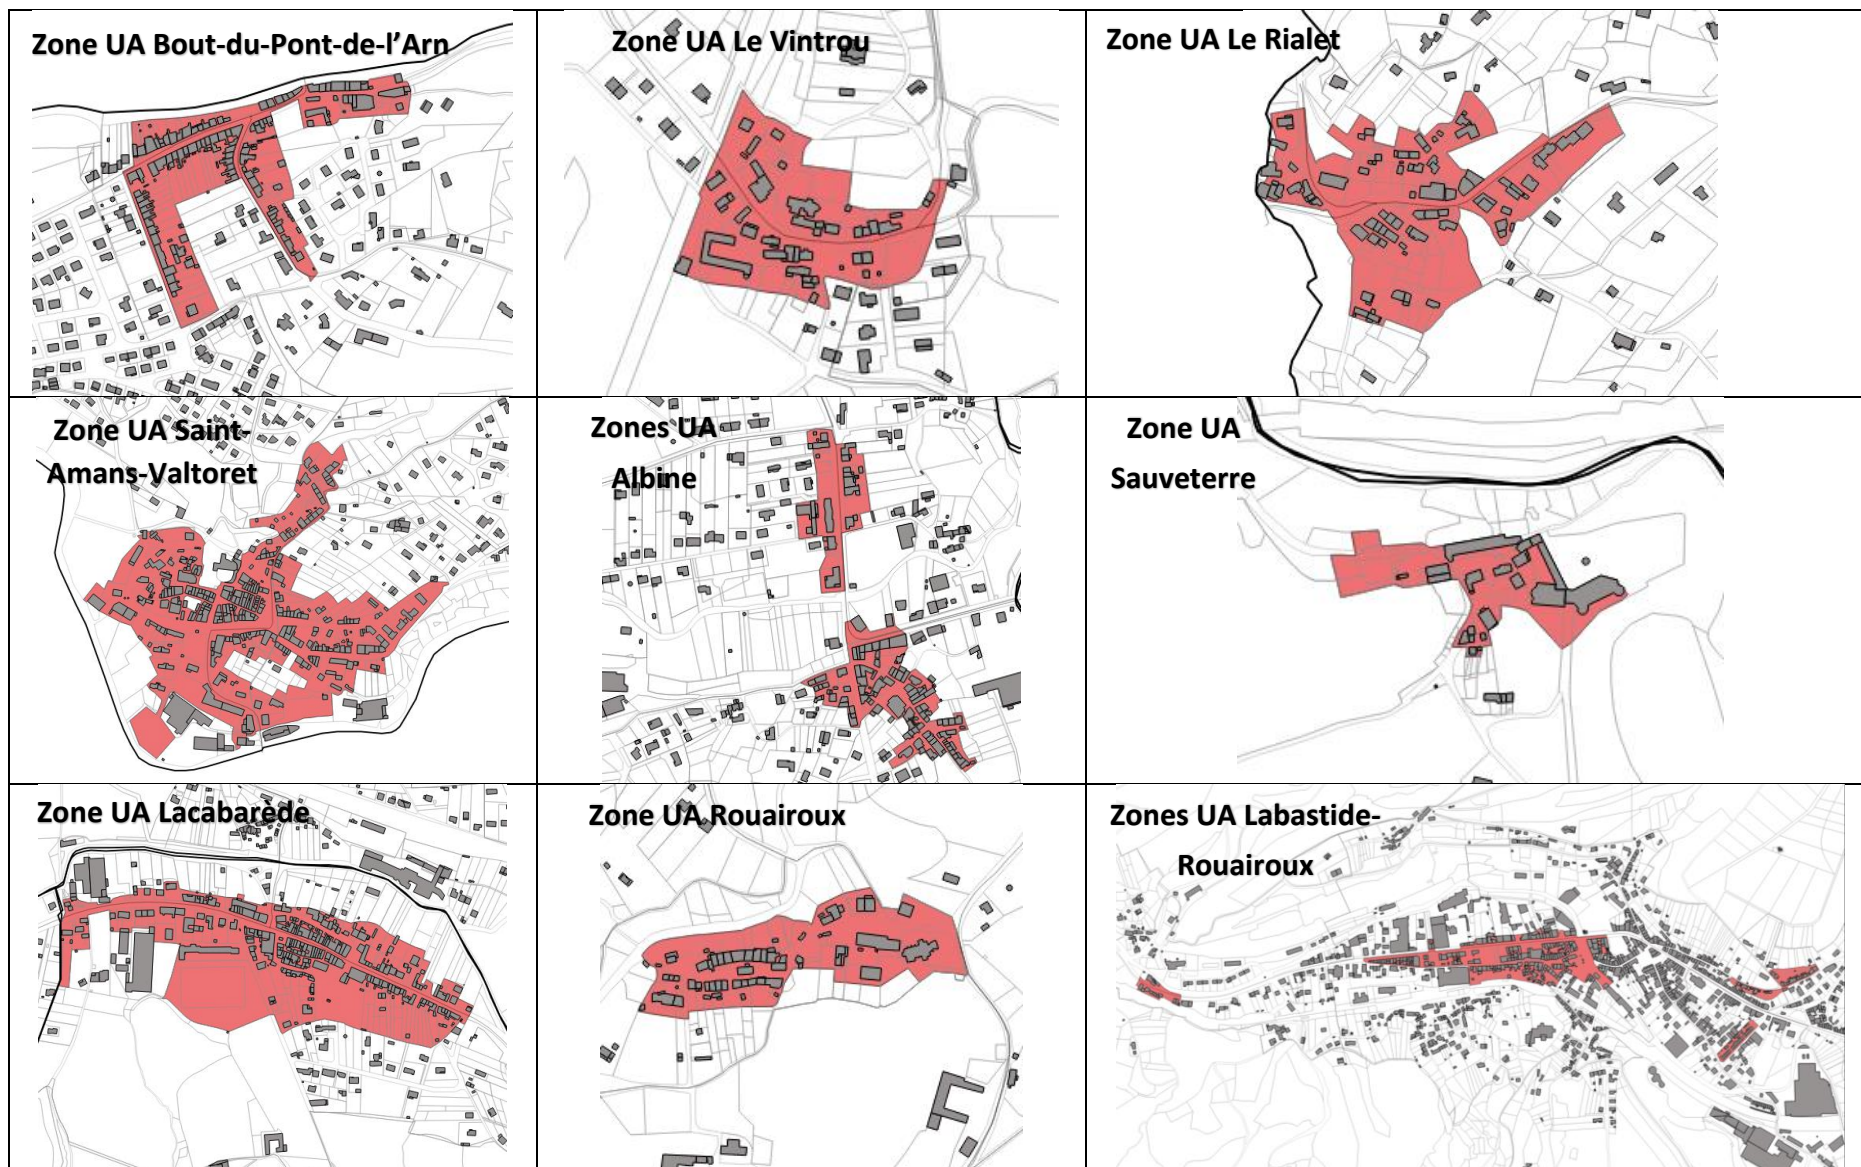 Zone UA Bout-du-Pont-de-l’Arn
Zone UA Le Vintrou
Zone UA Le Rialet
Zone UA Saint-
Amans-Valtoret
Zones UA
Albine
Zone UA
Sauveterre
Zone UA Lacabarède
Zone UA Rouairoux
Zones UA Labastide-
Rouairoux